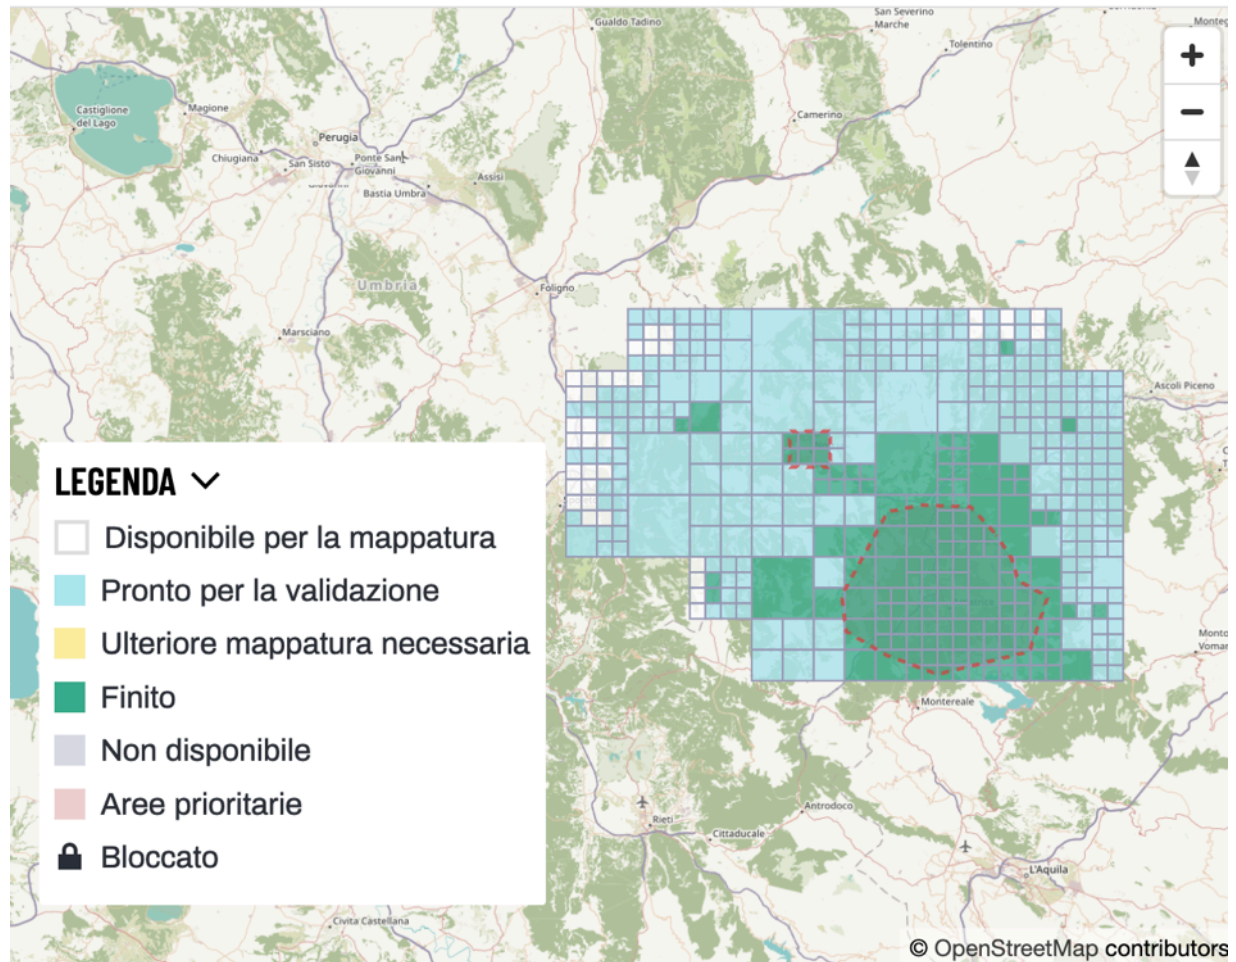 Gualdo Tadino
San Severino
Marche
Tolentino
Castiglione
del Lago
Magione
Camerino
Perugia
Chiugiana
San Sisto
Ponte San
Giovanni
Assisi
Bastia Umbra
Umbria
Foligno
Marsciano
Ascoli Piceno
LEGENDA
Disponibile per la mappatura
Pronto per la validazione
Ulteriore mappatura necessaria
Finito
Non disponibile
Aree prioritarie
Bloccato
Monto
Vomar
Montereale
Antrodoco
Rieti
Cittaducale
L'Aquila
Civita Castellana
© OpenStreetMap contributors